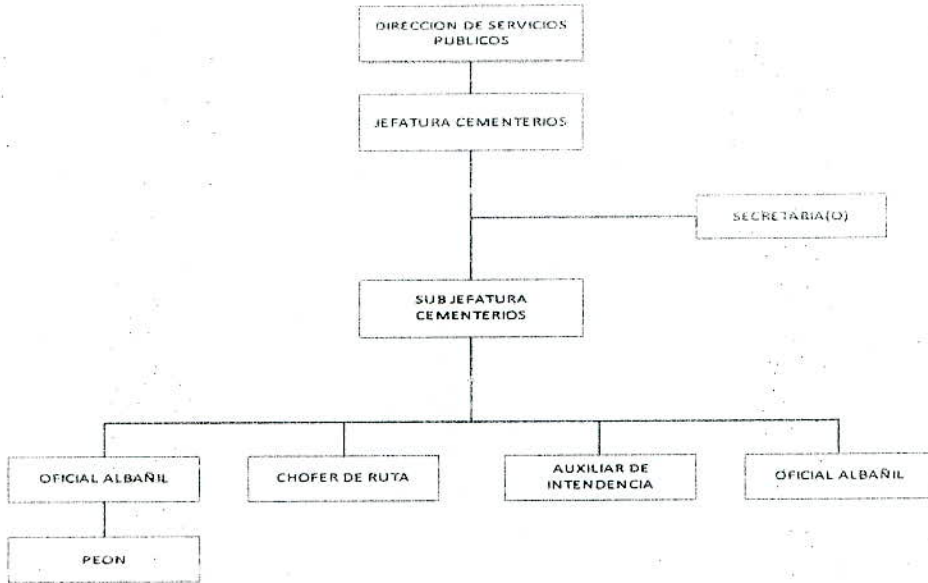 DIRECCION DE SERVICIOS
PUBLICOS
JEFATURA CEMENTERIOS
SECRETARIA(O)
SUBJEFATURA
CEMENTERIOS
OFICIAL ALBAÑIL
CHOFER DE RUTA
AUXILIAR DE
INTENDENCIA
OFICIAL ALBAÑIL
PEON